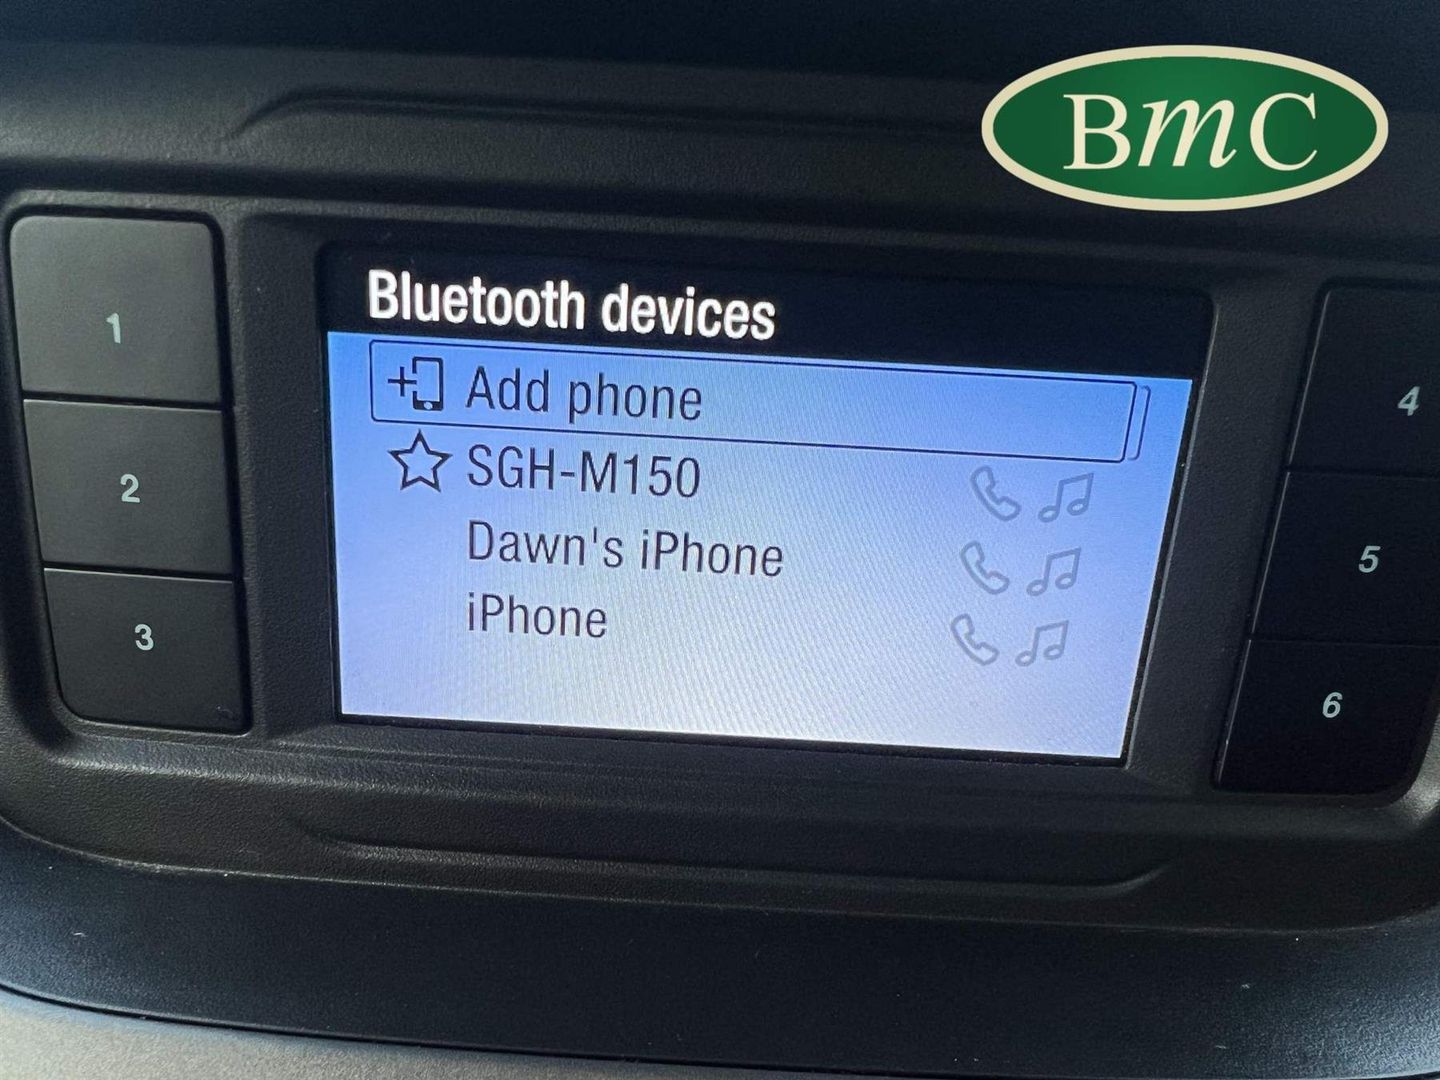 BmC
Bluetooth devices
Add phone
SGH-M150
Dawn's iPhone
iPhone
1
2
3
4
5
6